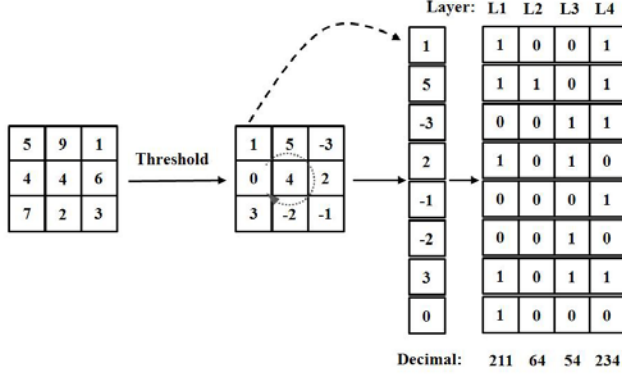 Layer: L1 L2 L3 L4
1 1 0 0 1
5 1 1 0 1
-3 0 0 1 1
2 1 0 1 0
-1 0 0 0 1
-2 0 0 1 0
3 1 0 1 1
0 1 0 0 0
Decimal: 211 64 54 234
5 9 1
4 4 6
7 2 3
Threshold
1 5 -3
0 4 2
3 -2 -1